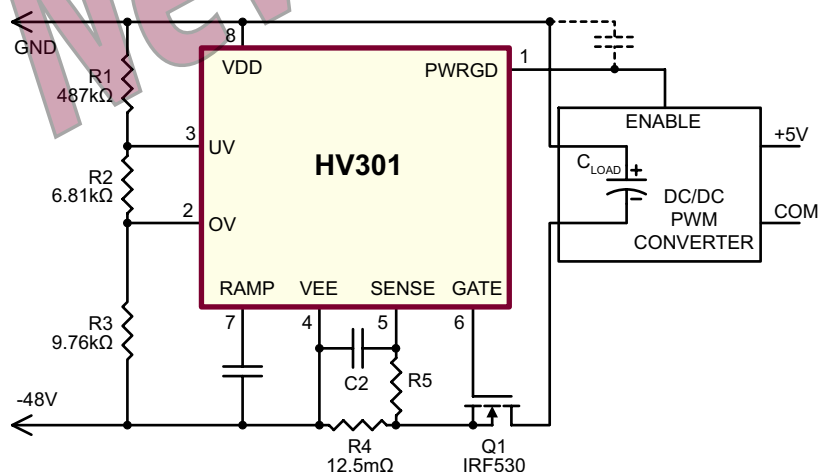 New
GND
8
VDD
PWRGD
1
R1
487kΩ
ENABLE
+5V
3
UV
HV301
C_LOAD
+
-
R2
6.81kΩ
2
OV
DC/DC
PWM
CONVERTER
COM
RAMP
VEE
SENSE
GATE
7
4
5
6
R3
9.76kΩ
C2
R5
-48V
R4
12.5mΩ
Q1
IRF530